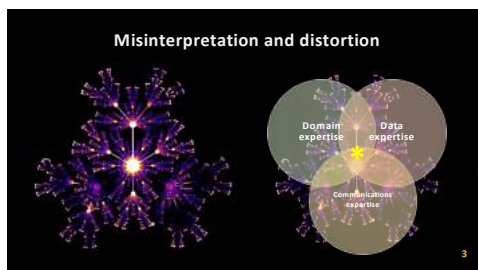 Misinterpretation and distortion
Domain
expertise
Data
expertise
*
Communications
expertise
3